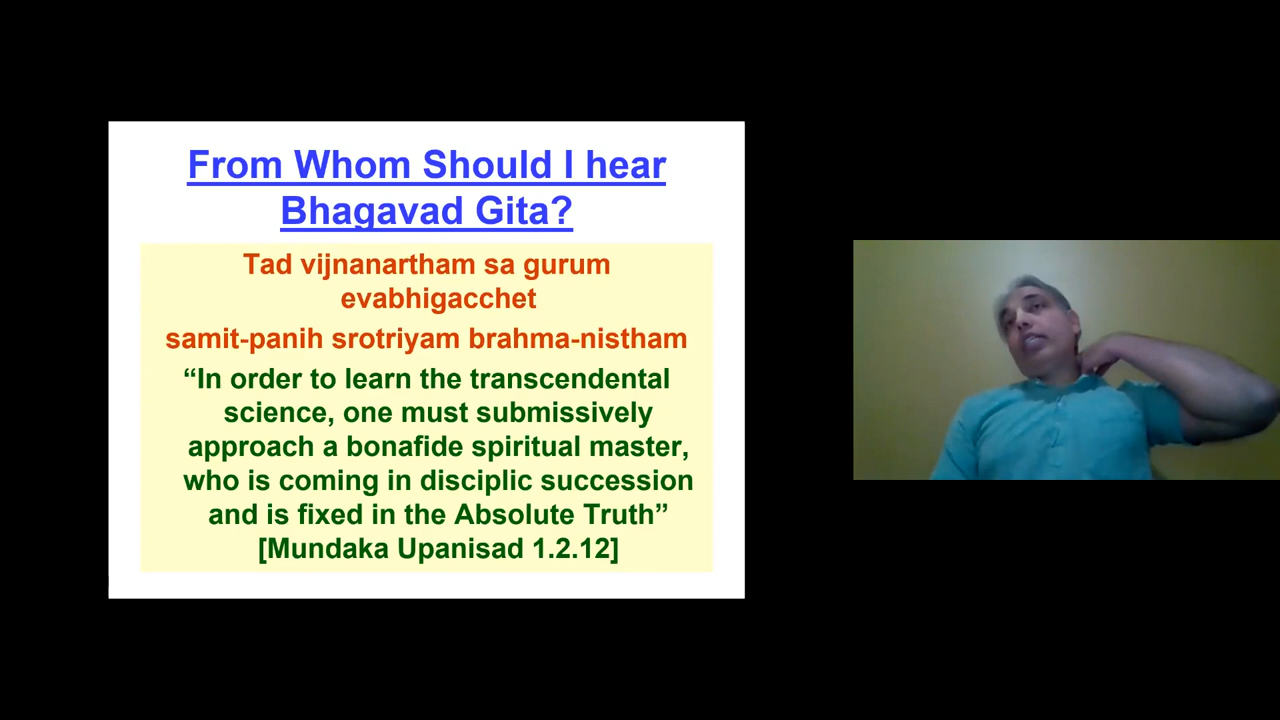 From Whom Should I hear
Bhagavad Gita?
Tad vijnanartham sa gurum
evabhigacchet
samit-panih srotriyam brahma-nistham
“In order to learn the transcendental
science, one must submissively
approach a bonafide spiritual master,
who is coming in disciplic succession
and is fixed in the Absolute Truth”
[Mundaka Upanisad 1.2.12]